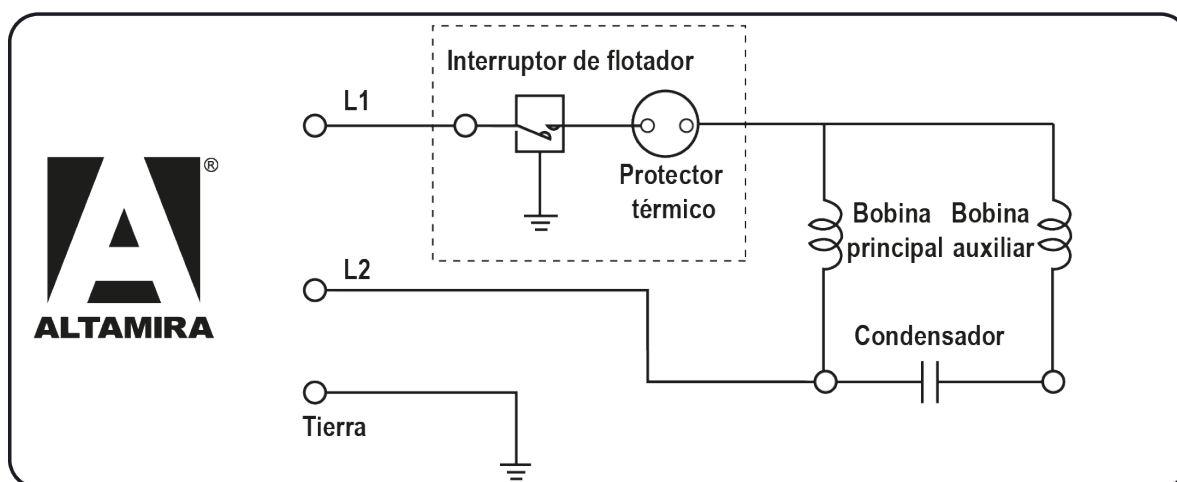 Interruptor de flotador
L1
Protector
térmico
Bobina
principal
Bobina
auxiliar
®
ALTAMIRA
L2
Condensador
Tierra